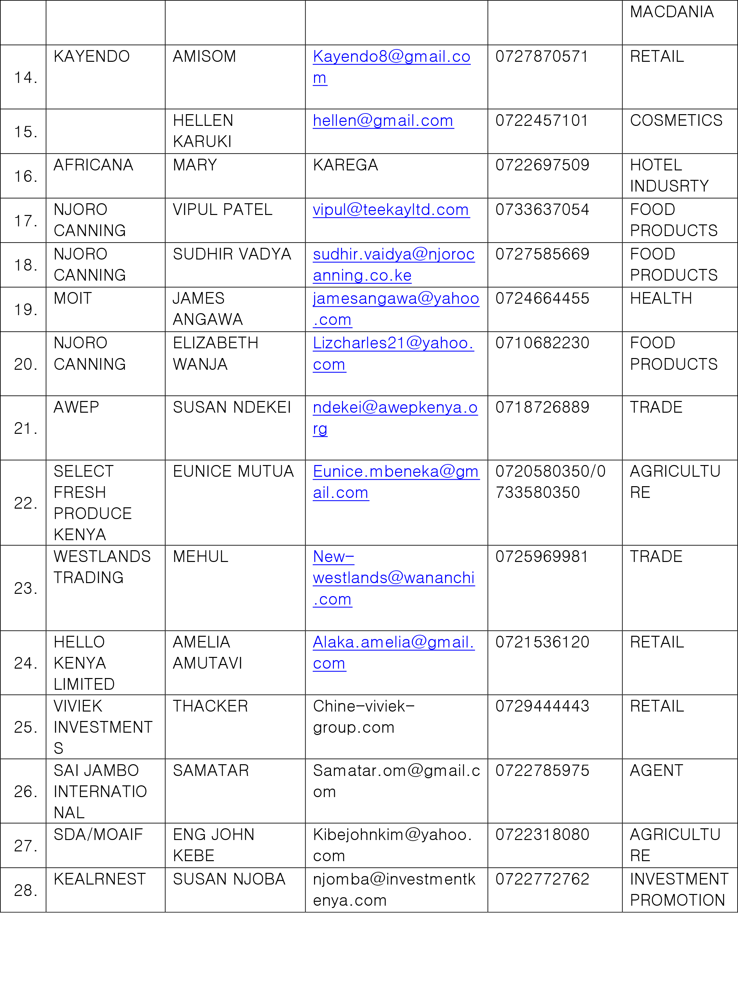 MACDANIA
14. KAYENDO AMISOM Kayendo8@gmail.co 0727870571 RETAIL
m
15. HELLEN hellen@gmail.com 0722457101 COSMETICS
KARUKI
16. AFRICANA MARY KAREGA 0722697509 HOTEL
INDUSRTY
17. NJORO VIPUL PATEL vipul@teekayltd.com 0733637054 FOOD
CANNING PRODUCTS
18. NJORO SUDHIR VADYA sudhir.vaidya@njoroc 0727585669 FOOD
CANNING anning.co.ke PRODUCTS
19. MOIT JAMES jamesangawa@yahoo 0724664455 HEALTH
ANGAWA .com
20. NJORO ELIZABETH Lizcharles21@yahoo. 0710682230 FOOD
CANNING WANJA com PRODUCTS
21. AWEP SUSAN NDEKEI ndekei@awepkenya.o 0718726889 TRADE
rg
22. SELECT EUNICE MUTUA Eunice.mbeneka@gm 0720580350/0 AGRICULTU
FRESH ail.com 733580350 RE
PRODUCE
KENYA
23. WESTLANDS MEHUL New- 0725969981 TRADE
TRADING westlands@wananchi
.com
24. HELLO AMELIA Alaka.amelia@gmail. 0721536120 RETAIL
KENYA AMUTAVI com
LIMITED
25. VIVIEK THACKER Chine-viviek- 0729444443 RETAIL
INVESTMENT group.com
S
26. SAI JAMBO SAMATAR Samatar.om@gmail.c 0722785975 AGENT
INTERNATIO om
NAL
27. SDA/MOAIF ENG JOHN Kibejohnkim@yahoo. 0722318080 AGRICULTU
KEBE com RE
28. KEALRNEST SUSAN NJOBA njomba@investmentk 0722772762 INVESTMENT
enya.com PROMOTION